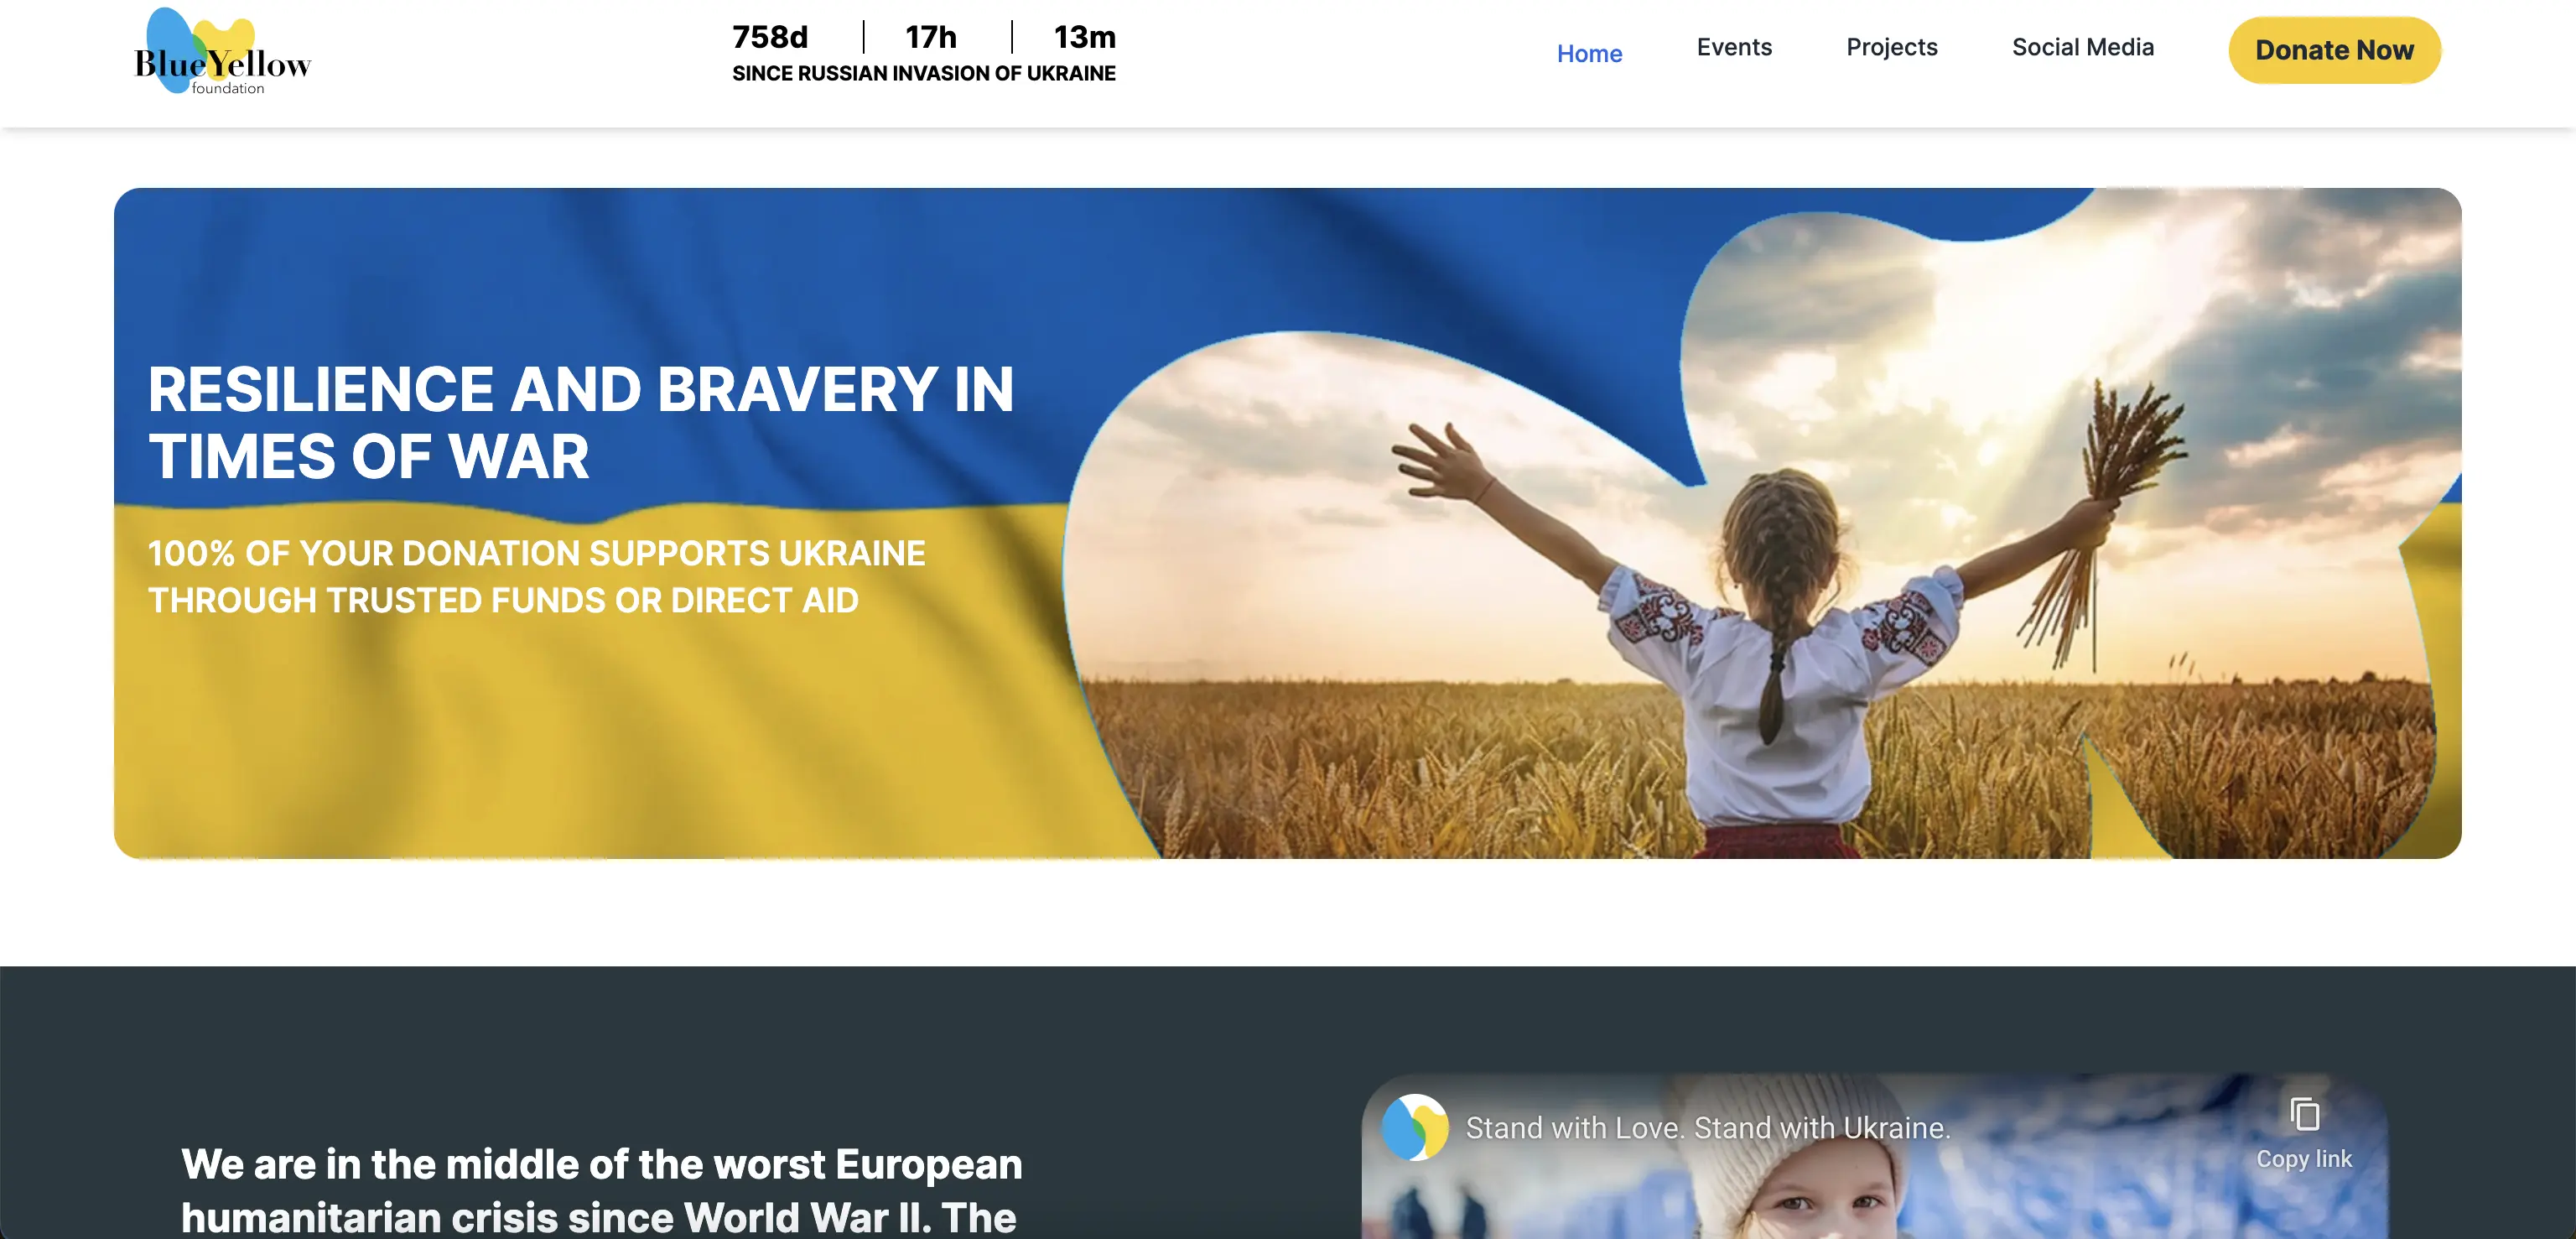 BlueYellow
foundation
758d 17h 13m
SINCE RUSSIAN INVASION OF UKRAINE
Home Events Projects Social Media Donate Now
RESILIENCE AND BRAVERY IN
TIMES OF WAR
100% OF YOUR DONATION SUPPORTS UKRAINE
THROUGH TRUSTED FUNDS OR DIRECT AID
We are in the middle of the worst European
humanitarian crisis since World War II. The
Stand with Love. Stand with Ukraine.
Copy link